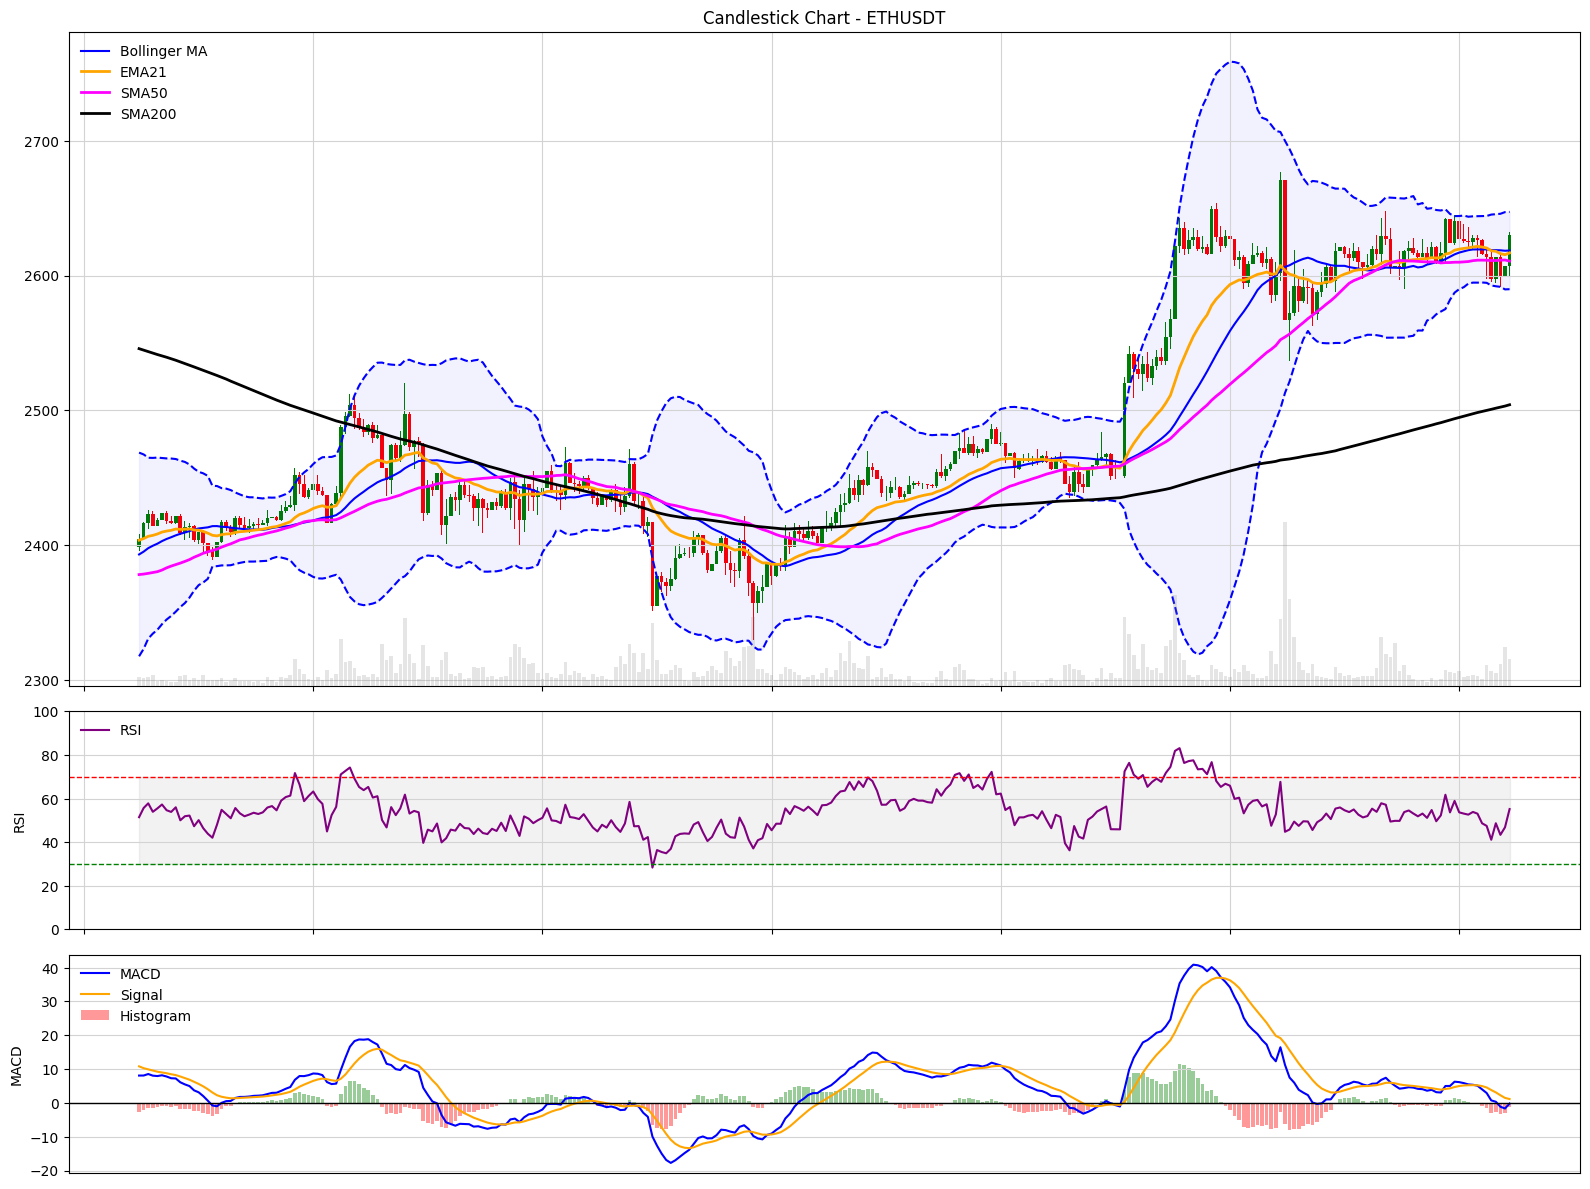 Candlestick Chart - ETHUSDT
Bollinger MA
EMA21
SMA50
SMA200
2700
2600
2500
2400
2300
RSI
RSI
100
80
60
40
20
0
MACD
Signal
Histogram
MACD
40
30
20
10
0
−10
−20